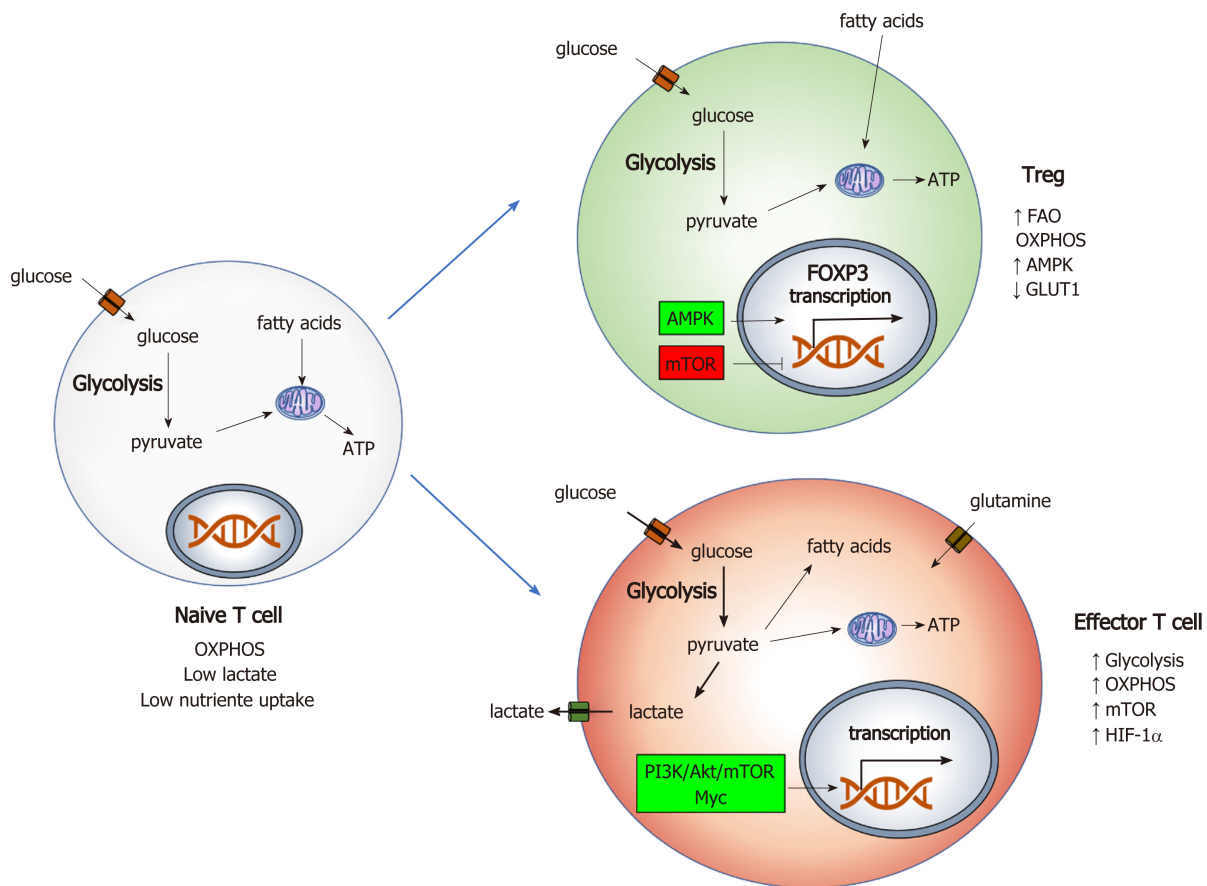 glucose
glucose
Glycolysis
pyruvate
fatty acids
ATP
Naive T cell
OXPHOS
Low lactate
Low nutriente uptake
fatty acids
glucose
glucose
Glycolysis
pyruvate
ATP
FOXP3
transcription
AMPK
mTOR
Treg
↑ FAO
OXPHOS
↑ AMPK
↓ GLUT1
glucose
glutamine
glucose
fatty acids
Glycolysis
pyruvate
ATP
lactate
lactate
transcription
PI3K/Akt/mTOR
Myc
Effector T cell
↑ Glycolysis
↑ OXPHOS
↑ mTOR
↑ HIF-1α